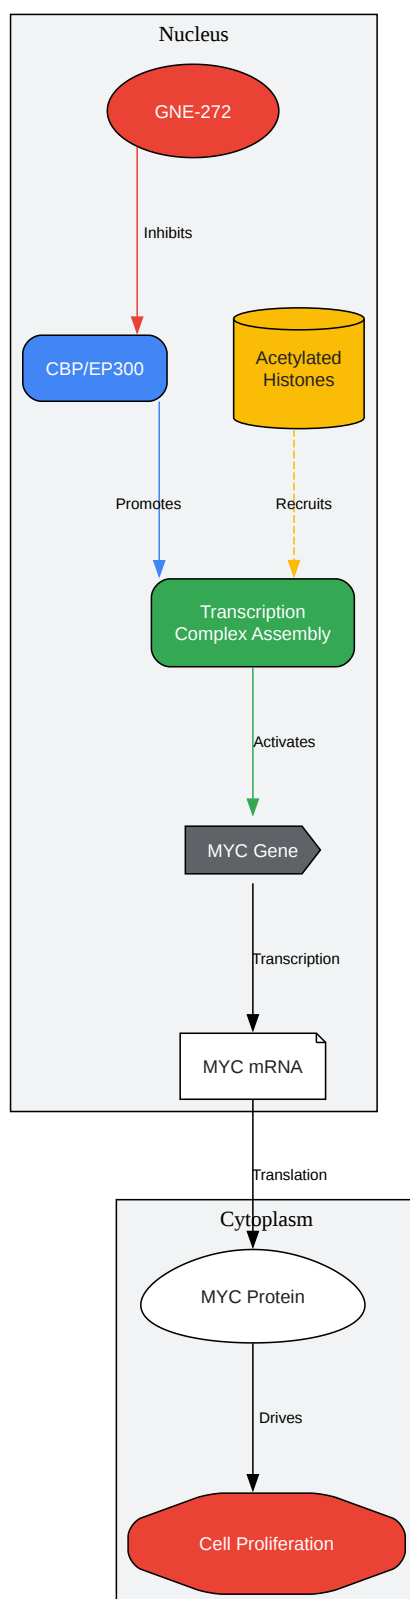 Nucleus
GNE-272
Inhibits
CBP/EP300
Acetylated
Histones
Promotes
Recruits
Transcription
Complex Assembly
Activates
MYC Gene
Transcription
MYC mRNA
Translation
Cytoplasm
MYC Protein
Drives
Cell Proliferation